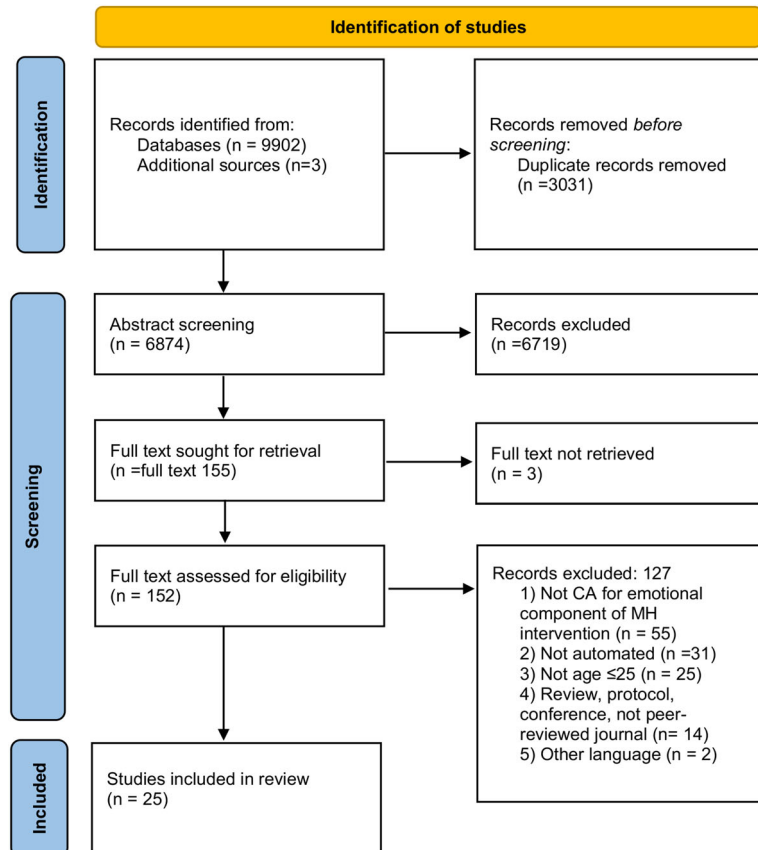 Identification of studies
Identification
Records identified from:
Databases (n = 9902)
Additional sources (n=3)
Records removed before
screening:
Duplicate records removed
(n =3031)
Screening
Abstract screening
(n = 6874)
Records excluded
(n =6719)
Full text sought for retrieval
(n =full text 155)
Full text not retrieved
(n = 3)
Full text assessed for eligibility
(n = 152)
Records excluded: 127
1) Not CA for emotional
component of MH
intervention (n = 55)
2) Not automated (n =31)
3) Not age ≤25 (n = 25)
4) Review, protocol,
conference, not peer-
reviewed journal (n= 14)
5) Other language (n = 2)
Included
Studies included in review
(n = 25)